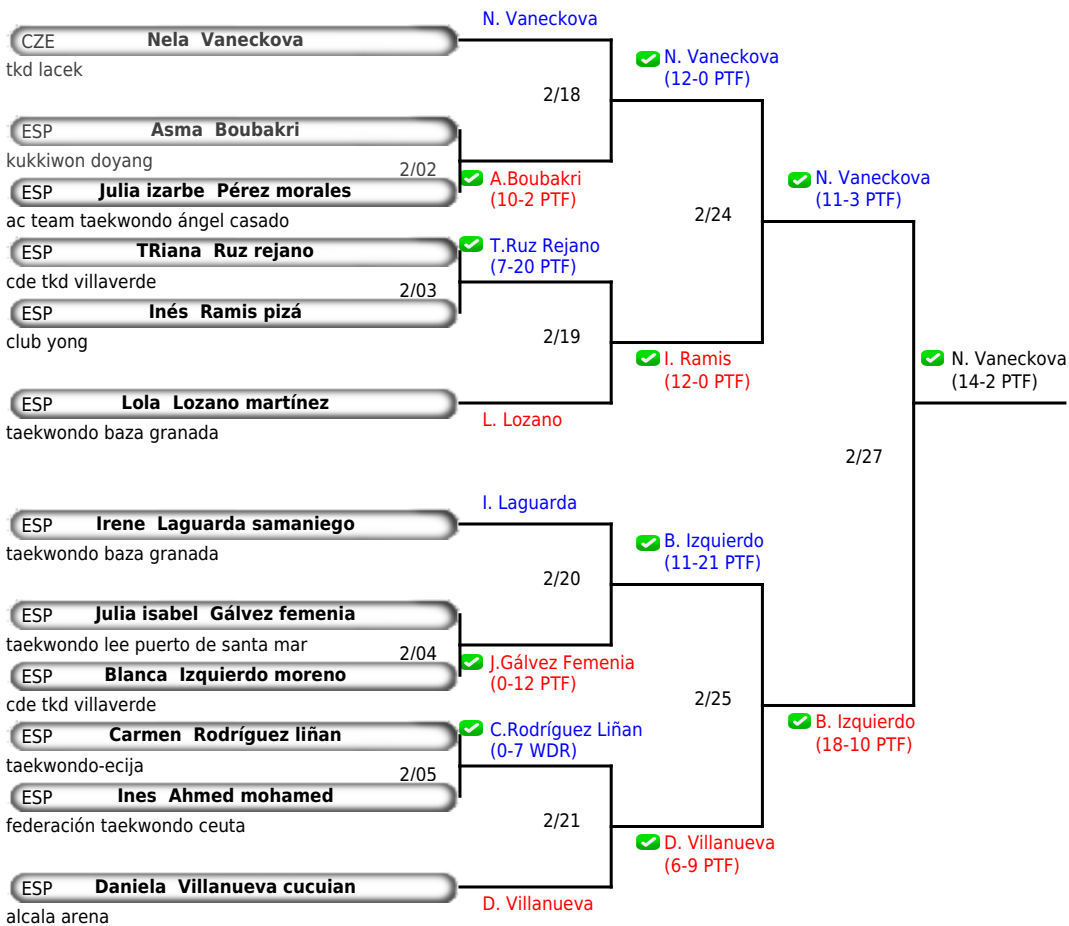 N. Vaneckova
CZE Nela Vaneckova
tkd lacek
N. Vaneckova
(12-0 PTF)
2/18
ESP Asma Boubakri
kukkiwon doyang
2/02
ESP Julia izarbe Pérez morales
ac team taekwondo ángel casado
A.Boubakri
(10-2 PTF)
N. Vaneckova
(11-3 PTF)
2/24
ESP TRiana Ruz rejano
cde tkd villaverde
T.Ruz Rejano
(7-20 PTF)
2/03
ESP Inés Ramis pizá
club yong
2/19
I. Ramis
(12-0 PTF)
N. Vaneckova
(14-2 PTF)
ESP Lola Lozano martínez
taekwondo baza granada
L. Lozano
2/27
I. Laguarda
ESP Irene Laguarda samaniego
taekwondo baza granada
B. Izquierdo
(11-21 PTF)
2/20
ESP Julia isabel Gálvez femenia
taekwondo lee puerto de santa mar
2/04
ESP Blanca Izquierdo moreno
cde tkd villaverde
J.Gálvez Femenia
(0-12 PTF)
2/25
B. Izquierdo
(18-10 PTF)
ESP Carmen Rodríguez liñan
taekwondo-ecija
C.Rodríguez Liñan
(0-7 WDR)
2/05
ESP Ines Ahmed mohamed
federación taekwondo ceuta
2/21
D. Villanueva
(6-9 PTF)
ESP Daniela Villanueva cucuian
alcala arena
D. Villanueva